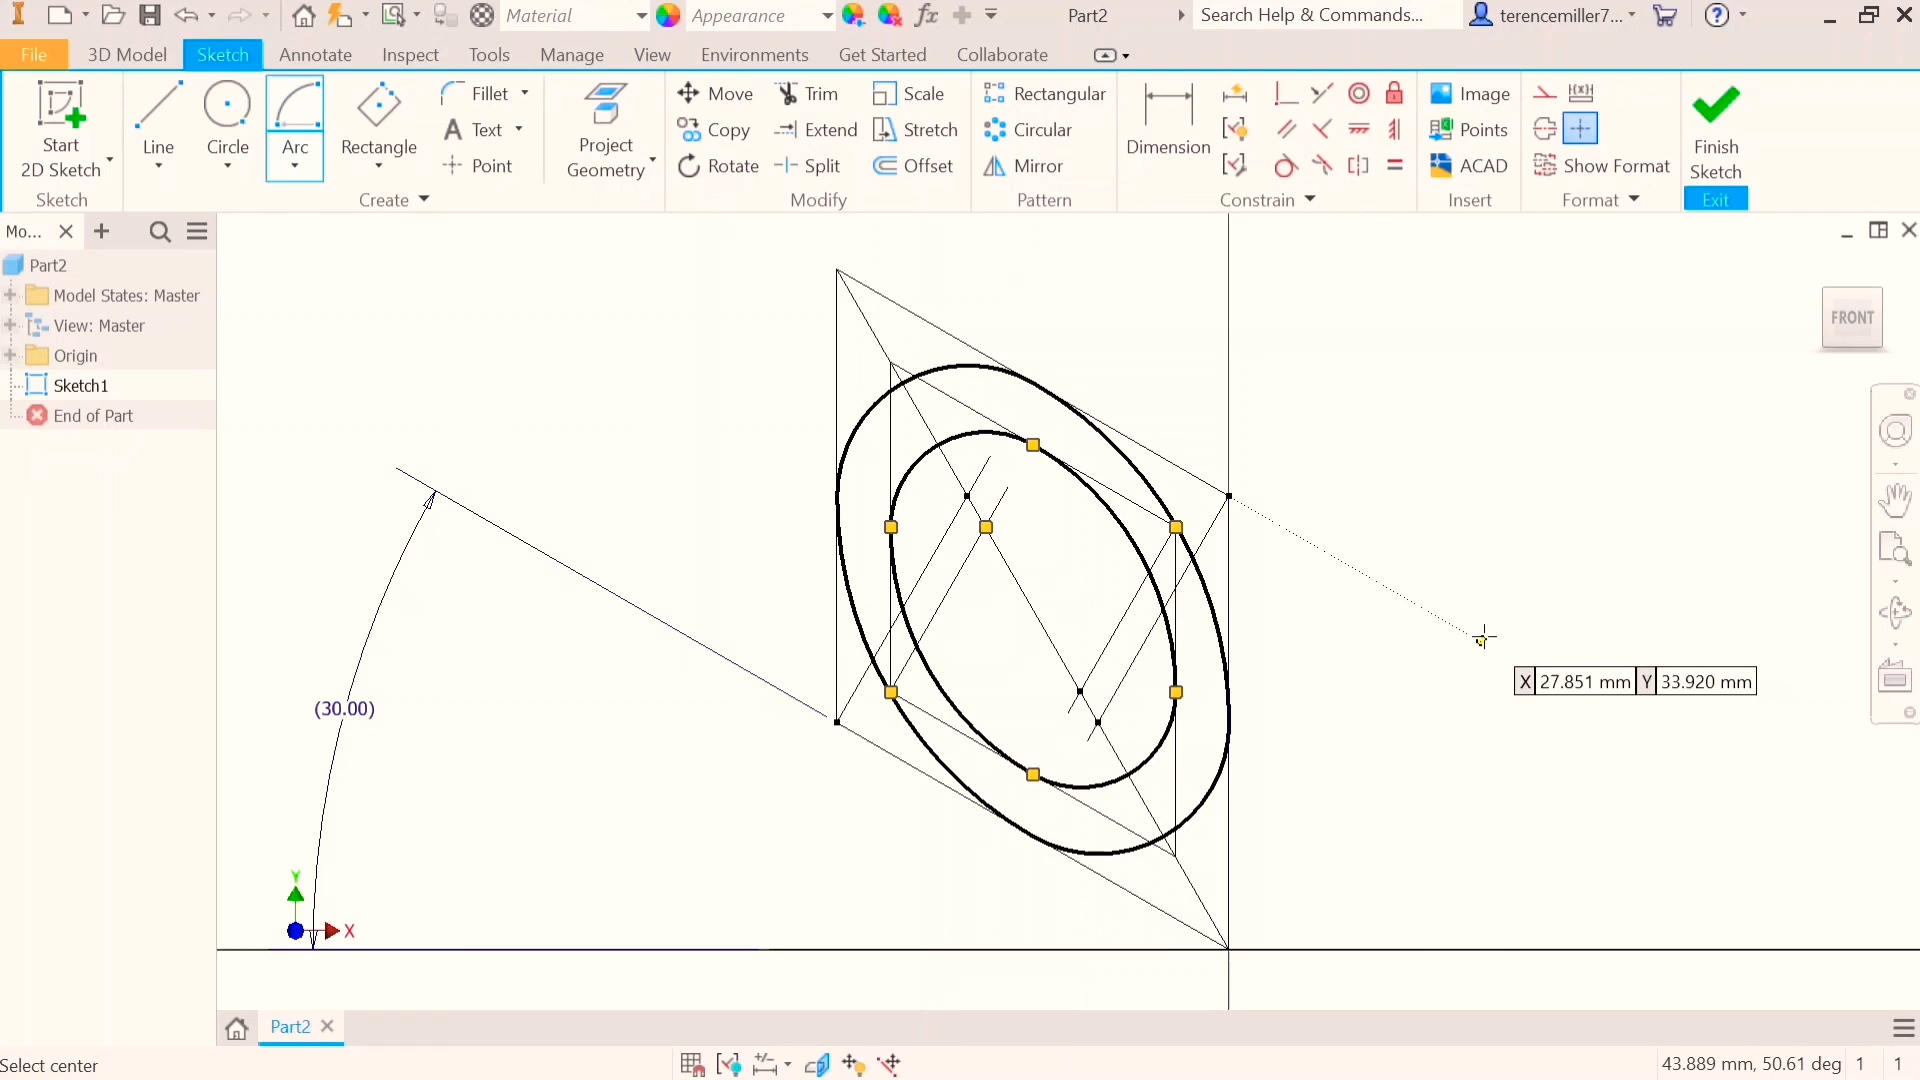 Material
Appearance
fx
Part2
Search Help & Commands...
terencemiller7...
File
3D Model
Sketch
Annotate
Inspect
Tools
Manage
View
Environments
Get Started
Collaborate
Start
2D Sketch
Line
Circle
Arc
Rectangle
Fillet
Text
Point
Project
Geometry
Move
Copy
Rotate
Trim
Extend
Split
Scale
Stretch
Offset
Rectangular
Circular
Mirror
Dimension
Image
Points
ACAD
Show Format
Finish
Sketch
Sketch
Create
Modify
Pattern
Constrain
Insert
Format
Exit
Mo...
Part2
Model States: Master
View: Master
Origin
Sketch1
End of Part
FRONT
(30.00)
X 27.851 mm Y 33.920 mm
Y
X
Part2
Select center
43.889 mm, 50.61 deg 1 1